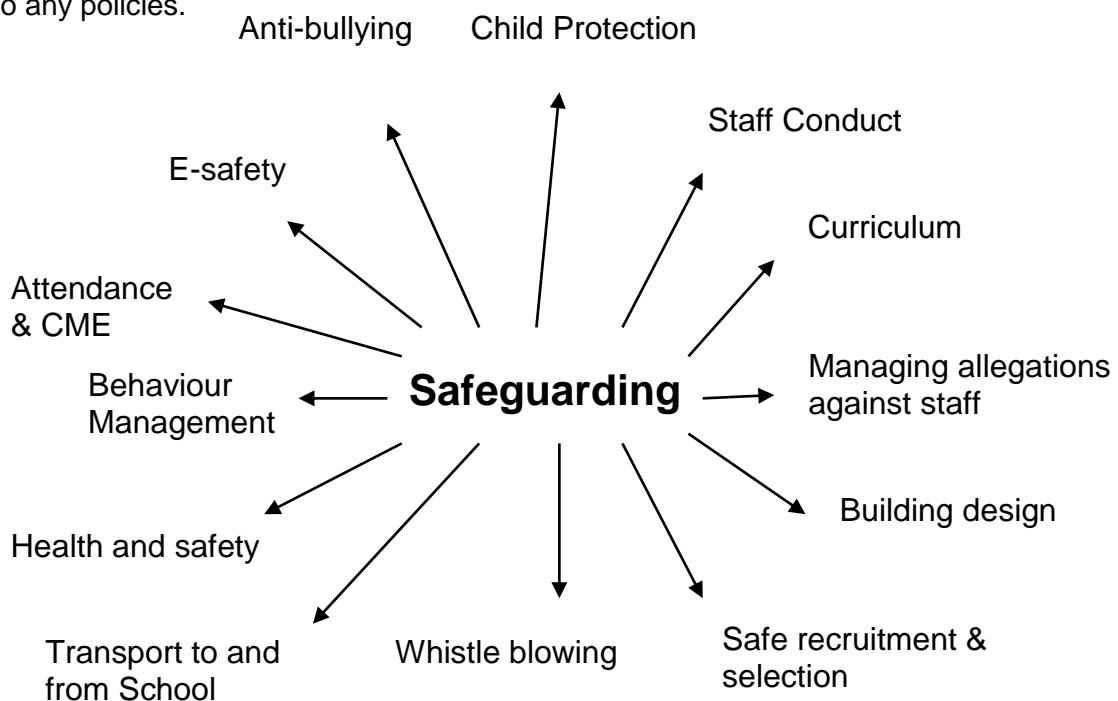 o any policies.
Anti-bullying
Child Protection
Staff Conduct
E-safety
Curriculum
Attendance
& CME
Managing allegations
against staff
Behaviour
Management
Safeguarding
Building design
Health and safety
Transport to and
from School
Whistle blowing
Safe recruitment &
selection